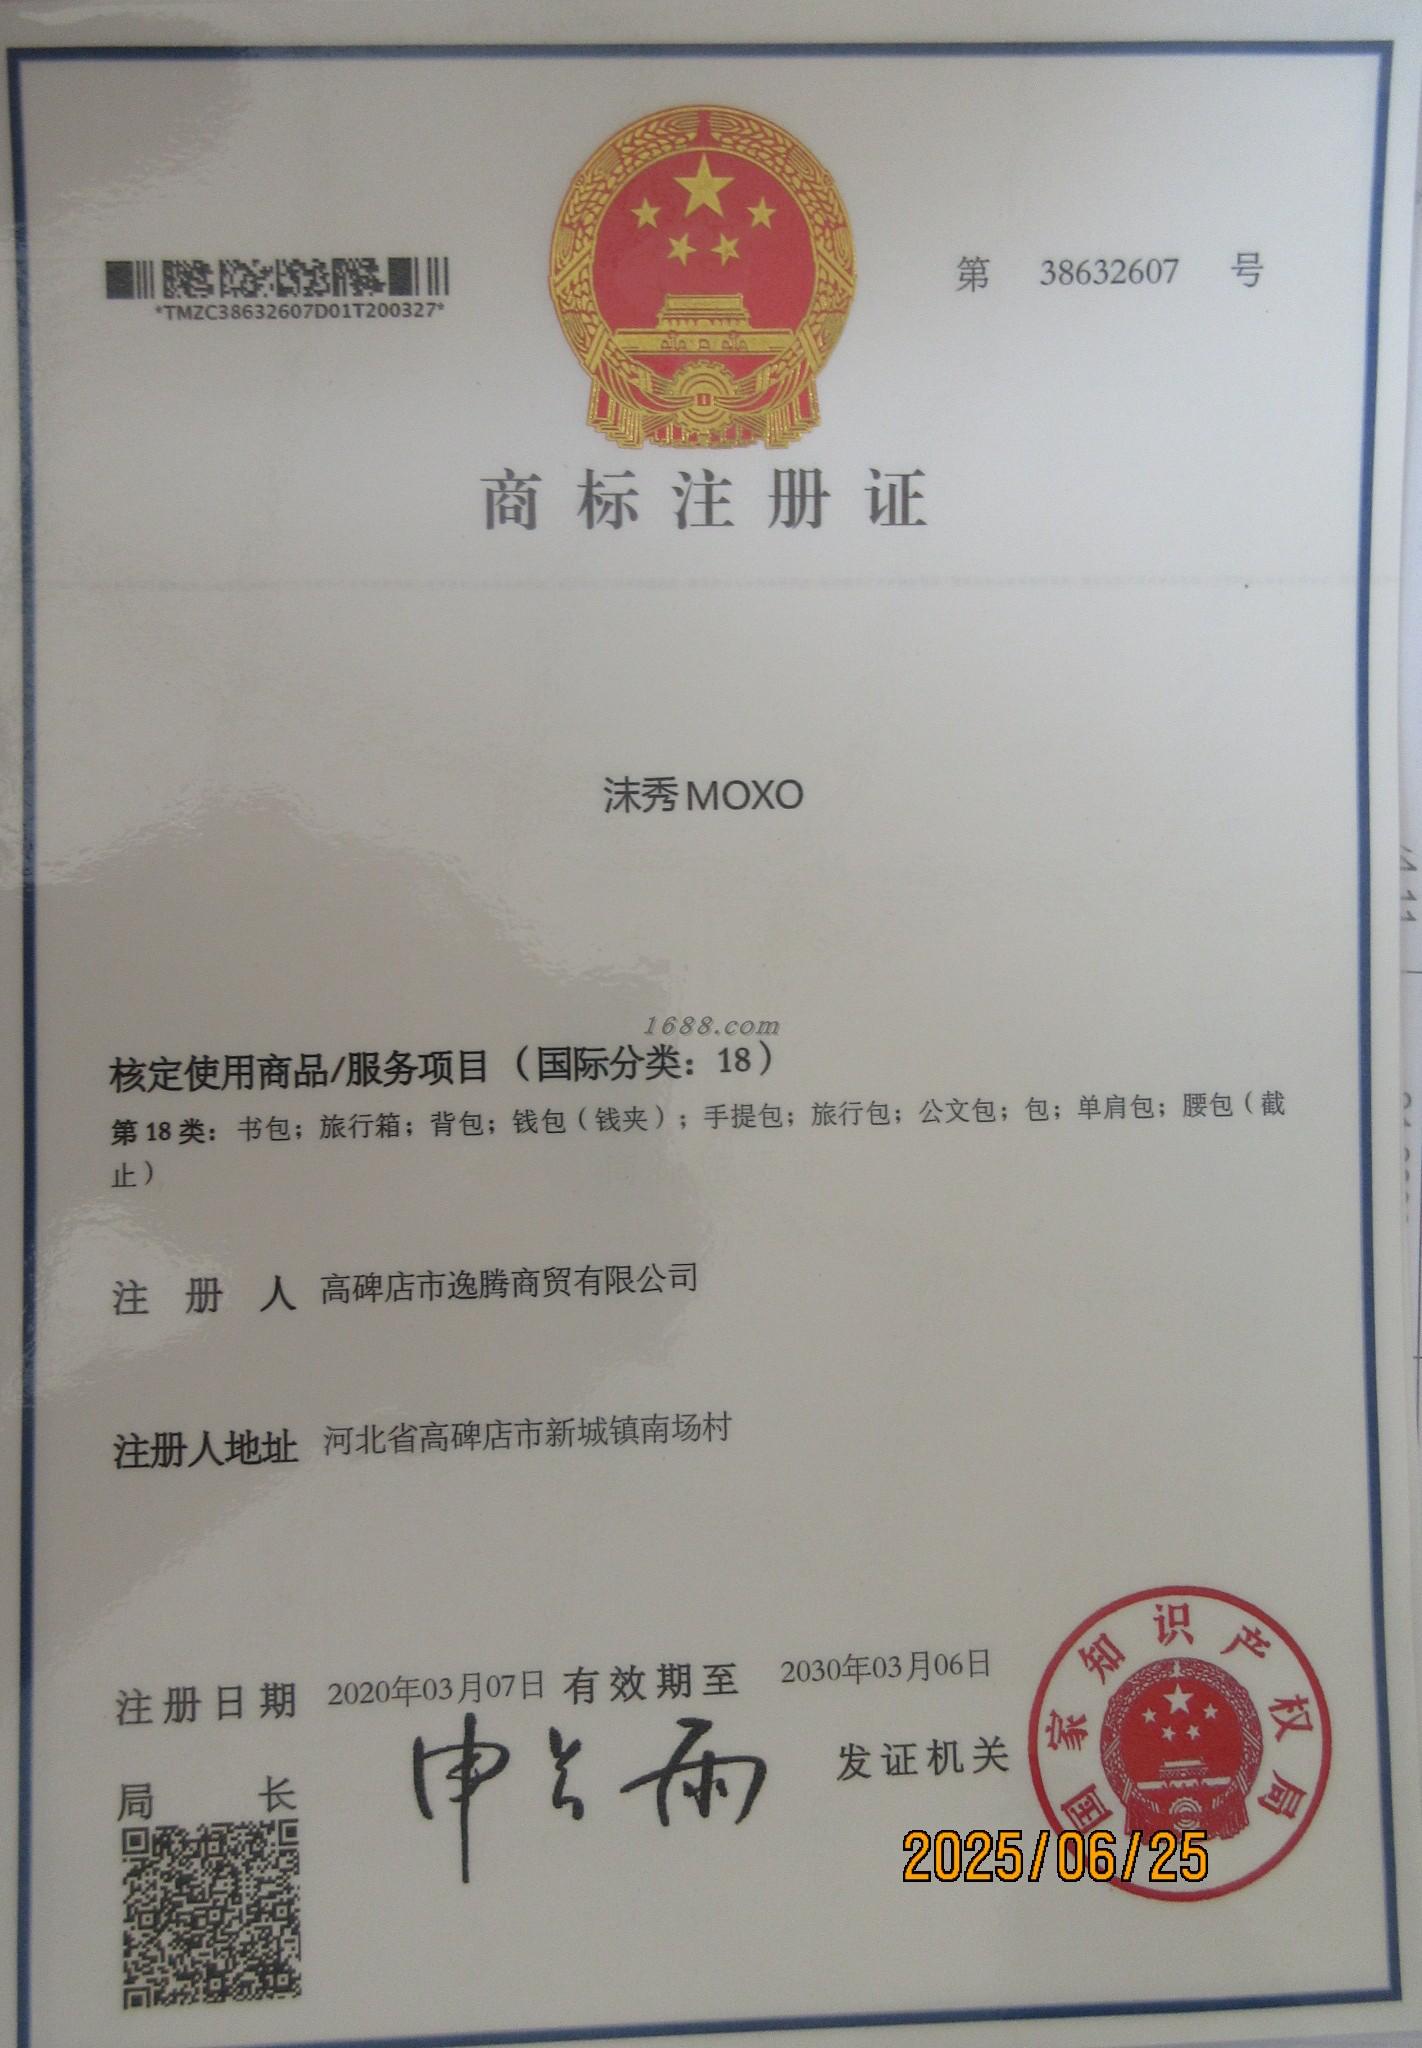 *TMZC38632607D01T200327*
第 38632607 号
商标注册证
沫秀MOXO
1688.com
核定使用商品/服务项目（国际分类：18）
第18类：书包；旅行箱；背包；钱包（钱夹）；手提包；旅行包；公文包；包；单肩包；腰包（截
止）
注册人 高碑店市逸腾商贸有限公司
注册人地址 河北省高碑店市新城镇南场村
注册日期 2020年03月07日 有效期至 2030年03月06日
局长 申长雨 发证机关
国家知识产权局
2025/06/25